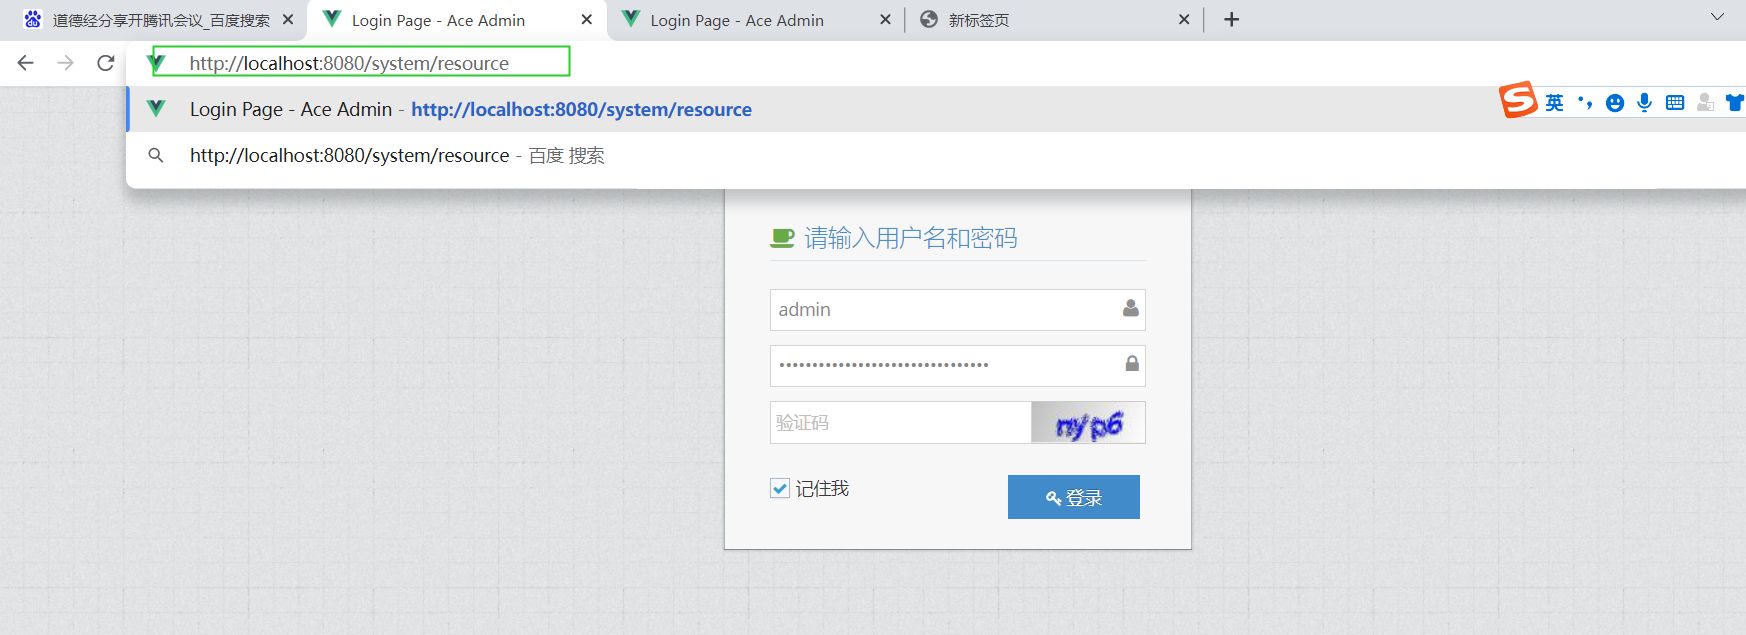 道德经分享开腾讯会议_百度搜索
Login Page - Ace Admin
Login Page - Ace Admin
新标签页
http://localhost:8080/system/resource
Login Page - Ace Admin - http://localhost:8080/system/resource
英
http://localhost:8080/system/resource - 百度 搜索
请输入用户名和密码
admin
••••••••••••••••••••••••••••••••
验证码
nyp6
记住我
登录